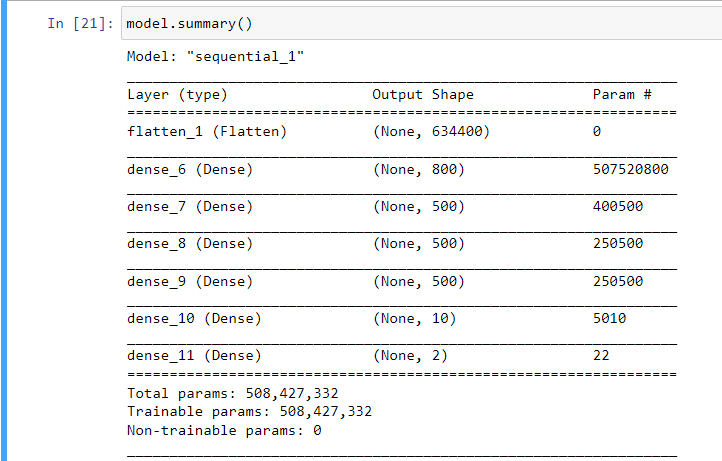 In [21]: model.summary()
Model: "sequential_1"
_________________________________________________________________
Layer (type)                 Output Shape              Param #
=================================================================
flatten_1 (Flatten)          (None, 634400)            0
_________________________________________________________________
dense_6 (Dense)              (None, 800)               507520800
_________________________________________________________________
dense_7 (Dense)              (None, 500)               400500
_________________________________________________________________
dense_8 (Dense)              (None, 500)               250500
_________________________________________________________________
dense_9 (Dense)              (None, 500)               250500
_________________________________________________________________
dense_10 (Dense)             (None, 10)                5010
_________________________________________________________________
dense_11 (Dense)             (None, 2)                 22
=================================================================
Total params: 508,427,332
Trainable params: 508,427,332
Non-trainable params: 0
_________________________________________________________________